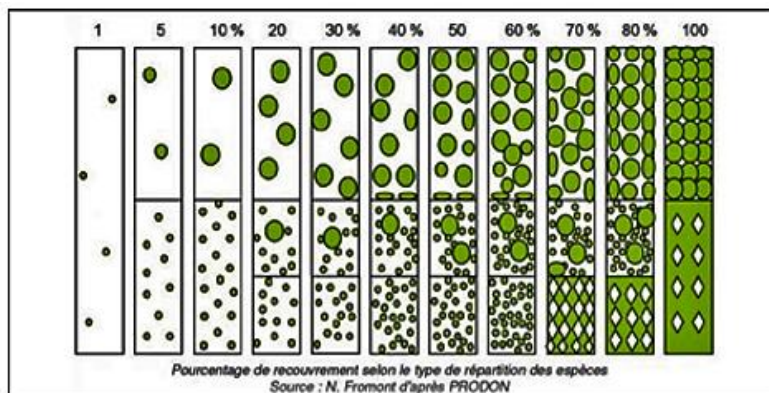 1 5 10 % 20 30 % 40 % 50 60 % 70 % 80 % 100
Pourcentage de recouvrement selon le type de répartition des espèces
Source : N. Fromont d'après PRODON